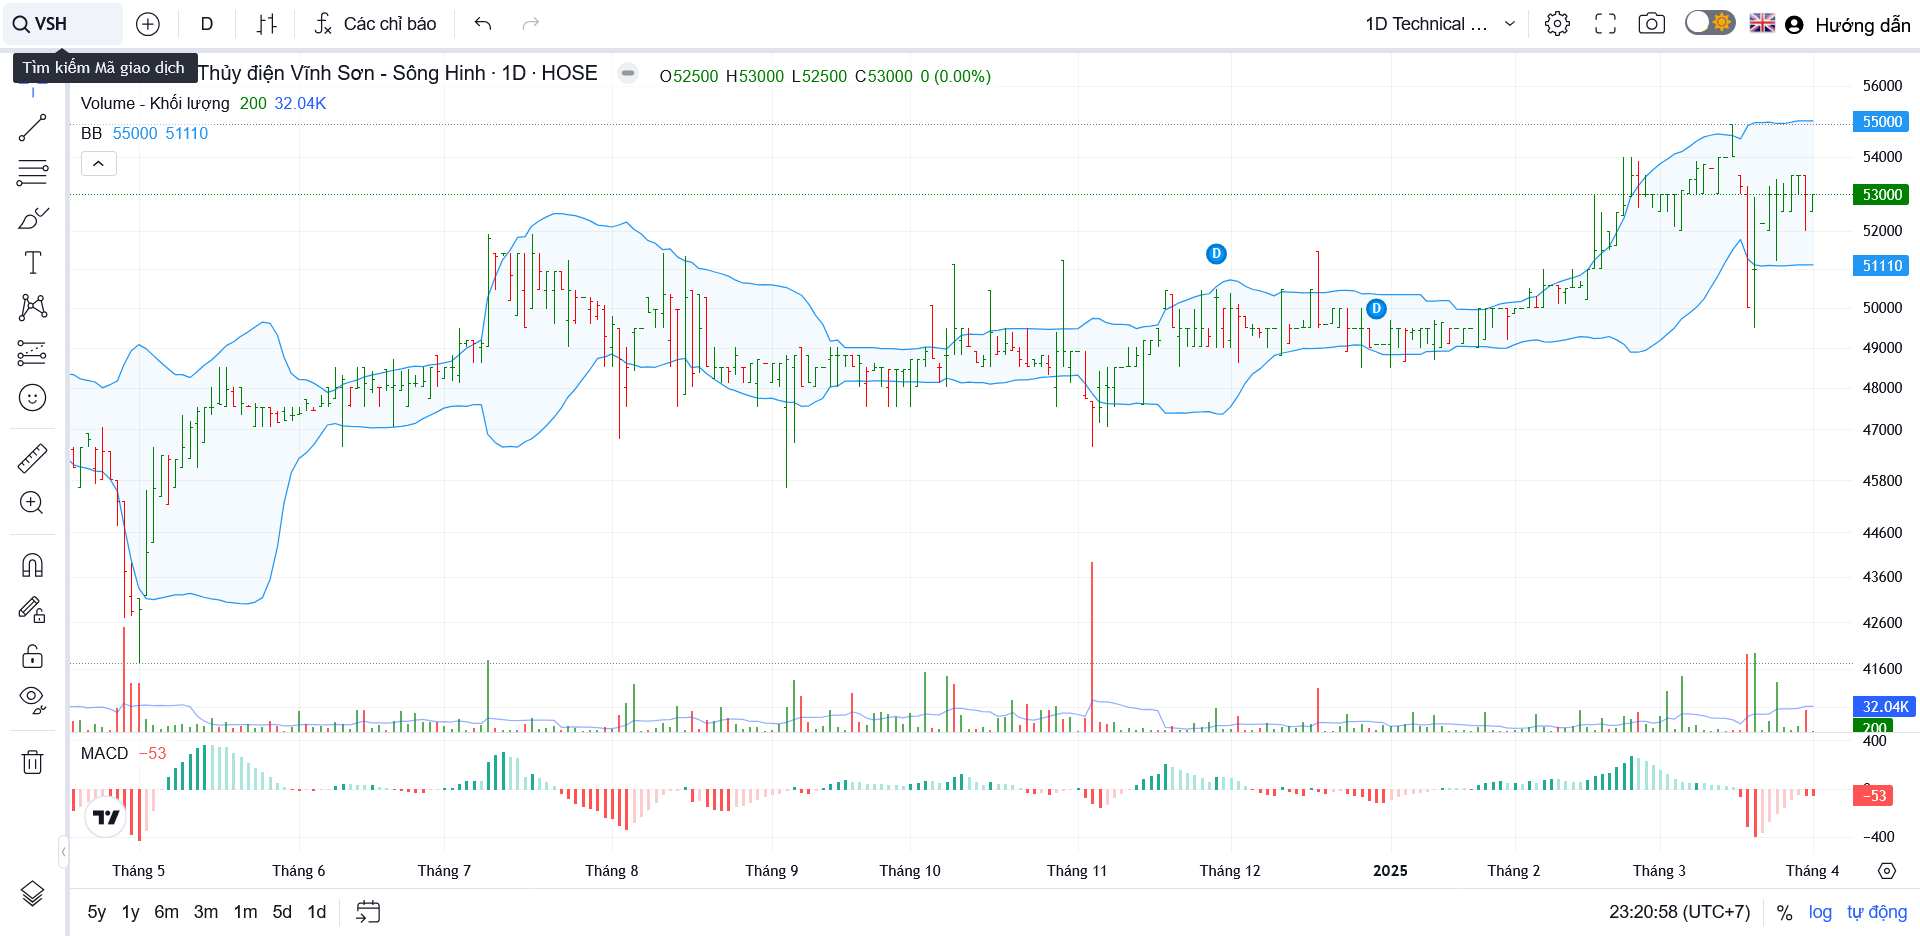 VSH D Các chỉ báo 1D Technical ... Hướng dẫn
Tìm kiếm Mã giao dịch
Thủy điện Vĩnh Sơn - Sông Hinh · 1D · HOSE O52500 H53000 L52500 C53000 0 (0.00%)
Volume - Khối lượng 200 32.04K
BB 55000 51110
56000
55000
54000
53000
52000
51110
50000
49000
48000
47000
45800
44600
43600
42600
41600
32.04K
200
D
D
MACD −53
400
−53
−400
Tháng 5 Tháng 6 Tháng 7 Tháng 8 Tháng 9 Tháng 10 Tháng 11 Tháng 12 2025 Tháng 2 Tháng 3 Tháng 4
5y 1y 6m 3m 1m 5d 1d 23:20:58 (UTC+7) % log tự động